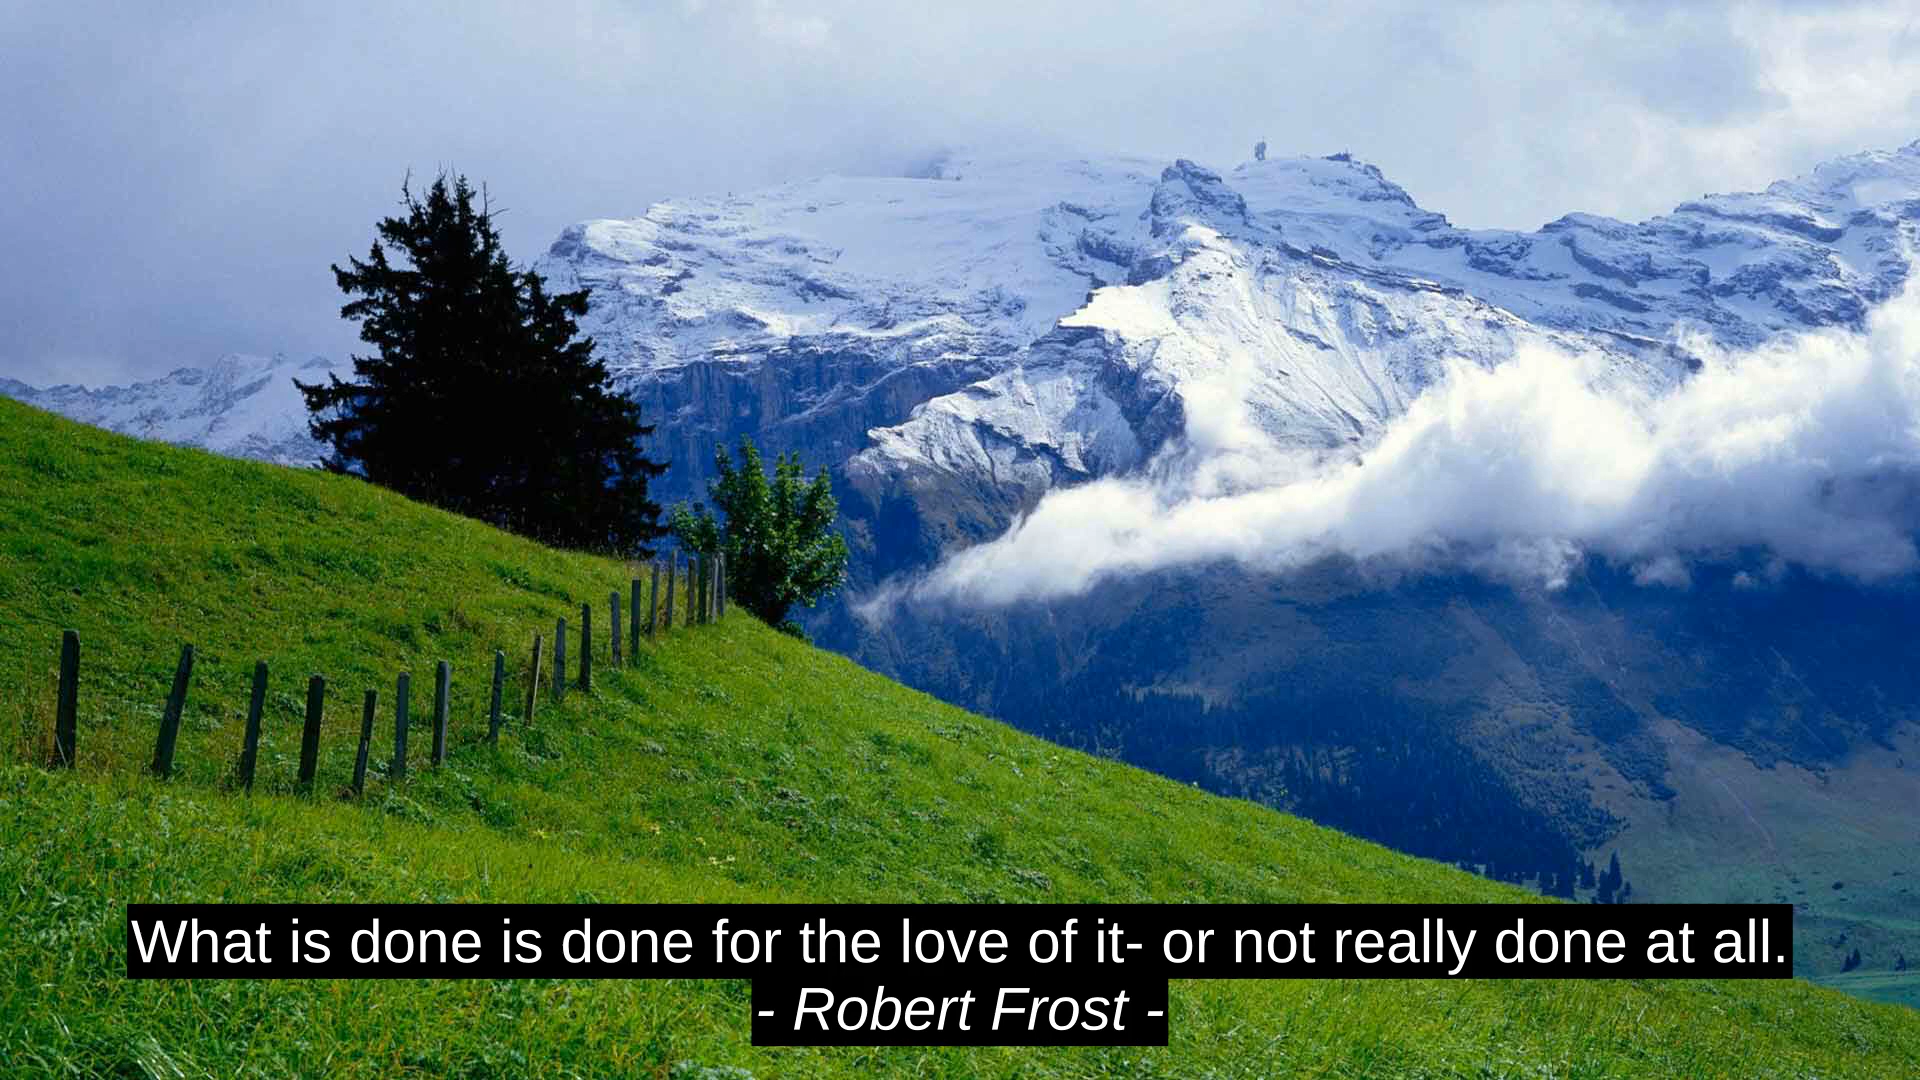 What is done is done for the love of it- or not really done at all.
- Robert Frost -